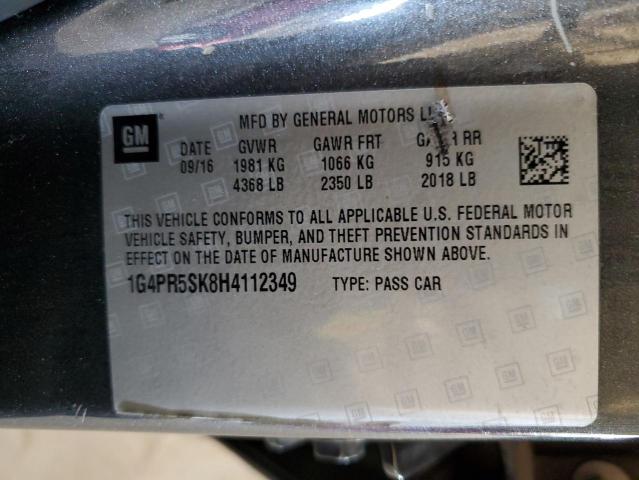 GM
MFD BY GENERAL MOTORS
DATE GVWR GAWR FRT RR
09/16 1981 KG 1066 KG 915 KG
4368 LB 2350 LB 2018 LB
THIS VEHICLE CONFORMS TO ALL APPLICABLE U.S. FEDERAL MOTOR
VEHICLE SAFETY, BUMPER, AND THEFT PREVENTION STANDARDS IN
EFFECT ON THE DATE OF MANUFACTURE SHOWN ABOVE.
1G4PR5SK8H4112349 TYPE: PASS CAR